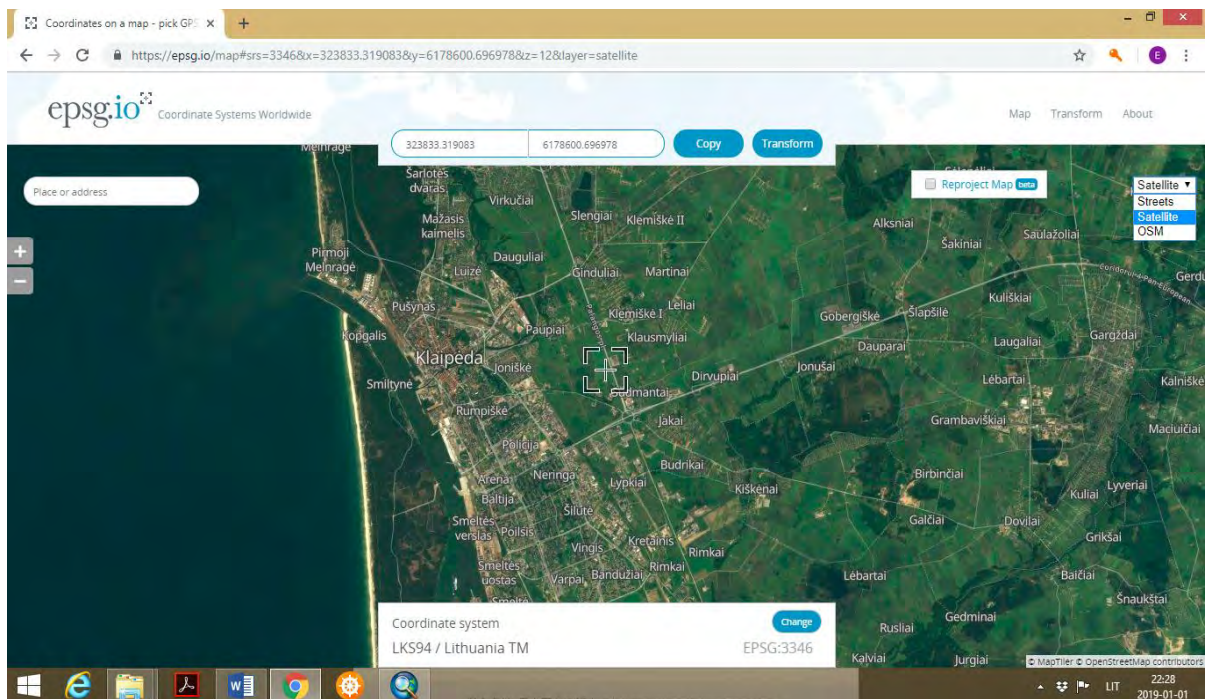 Coordinates on a map - pick GPS
https://epsg.io/map#srs=3346&x=323833.319083&y=6178600.696978&z=12&layer=satellite
E
epsg.io Coordinate Systems Worldwide
Map Transform About
323833.319083 6178600.696978 Copy Transform
Place or address
Reproject Map beta
Satellite
Streets
Satellite
OSM
Melnragė
Šarlotės
dvaras
Virkučiai
Mažasis
kaimelis
Slengiai
Klemiškė II
Alksniai
Šakiniai
Saulažoliai
Pirmoji
Melnragė
Dauguliai
Luizė
Ginduliai
Martinai
Gerdu
Kuliškiai
Pušynas
Klemiškė I
Leliai
Gobergiškė
Šlapšilė
Kopgalis
Paupiai
Klausmyliai
Dauparai
Laugaliai
Gargždai
Klaipėda
Joniškė
Dirvupiai
Jonušai
Smiltynė
Lėbartai
Kalniškė
Rumpiškė
Jakai
Grambaviškiai
Maciuičiai
Policija
Budrikai
Birbinčiai
Arena
Neringa
Lypkiai
Kiškėnai
Baltija
Kuliai
Lyveriai
Šilutė
Smeltės
verslas
Poilsis
Galčiai
Dovilai
Vingis
Kretainis
Rimkai
Grikšai
Smeltės
uostas
Varpai
Bandužiai
Rimkai
Lėbartai
Baičiai
Smeltė
Šnaukštai
Gedminai
Rusliai
Kalviai
Jurgiai
Coordinate system Change
LKS94 / Lithuania TM EPSG:3346
© MapTiler © OpenStreetMap contributors
LIT
22:28
2019-01-01